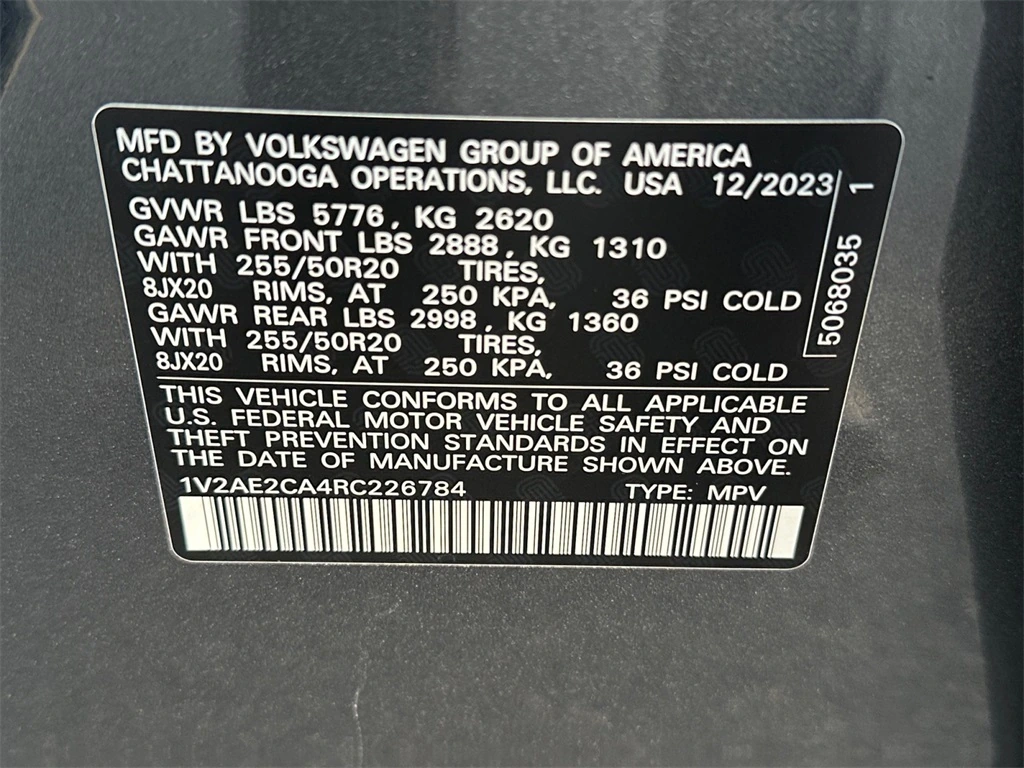 MFD BY VOLKSWAGEN GROUP OF AMERICA
CHATTANOOGA OPERATIONS, LLC. USA 12/2023
GVWR LBS 5776, KG 2620
GAWR FRONT LBS 2888, KG 1310
WITH 255/50R20 TIRES,
8JX20 RIMS, AT 250 KPA, 36 PSI COLD
GAWR REAR LBS 2998, KG 1360
WITH 255/50R20 TIRES,
8JX20 RIMS, AT 250 KPA, 36 PSI COLD
5068035 1
THIS VEHICLE CONFORMS TO ALL APPLICABLE
U.S. FEDERAL MOTOR VEHICLE SAFETY AND
THEFT PREVENTION STANDARDS IN EFFECT ON
THE DATE OF MANUFACTURE SHOWN ABOVE.
1V2AE2CA4RC226784 TYPE: MPV